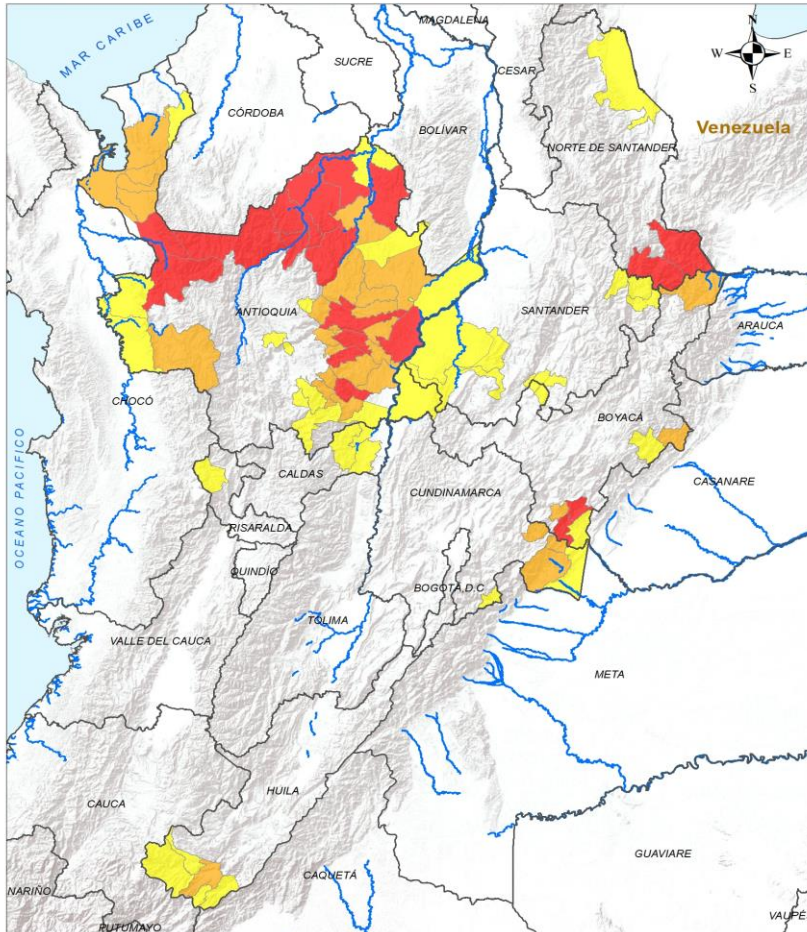 MAGDALENA
N
MAR CARIBE
SUCRE
W E
CESAR
S
CÓRDOBA
BOLÍVAR
Venezuela
NORTE DE SANTANDER
ANTIOQUIA
SANTANDER
ARAUCA
CHOCÓ
BOYACÁ
OCEANO PACIFICO
CALDAS
CASANARE
CUNDINAMARCA
RISARALDA
QUINDÍO
BOGOTÁ D.C
TOLIMA
VALLE DEL CAUCA
META
HUILA
CAUCA
GUAVIARE
CAQUETÁ
NARIÑO
PUTUMAYO
VAUPÉ